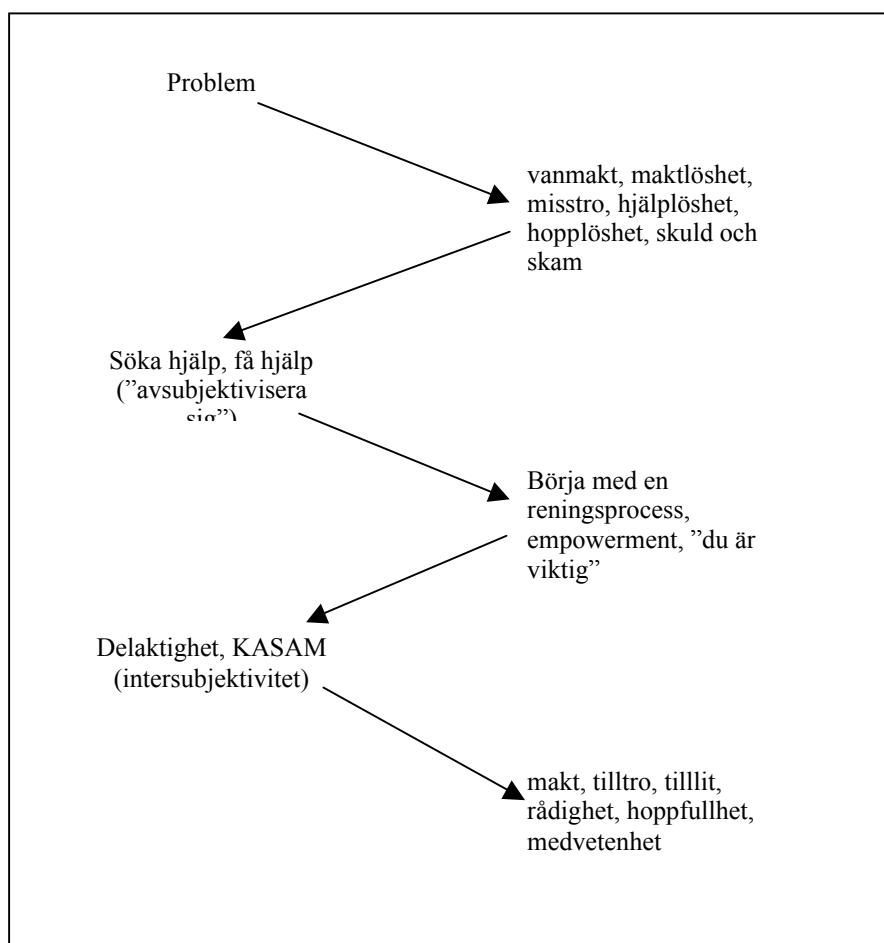 Problem
vanmakt, maktlöshet,
misstro, hjälplöshet,
hopplöshet, skuld och
skam
Söka hjälp, få hjälp
(”avsubjektivisera
sig”)
Börja med en
reningsprocess,
empowerment, ”du är
viktig”
Delaktighet, KASAM
(intersubjektivitet)
makt, tilltro, tilllit,
rådighet, hoppfullhet,
medvetenhet